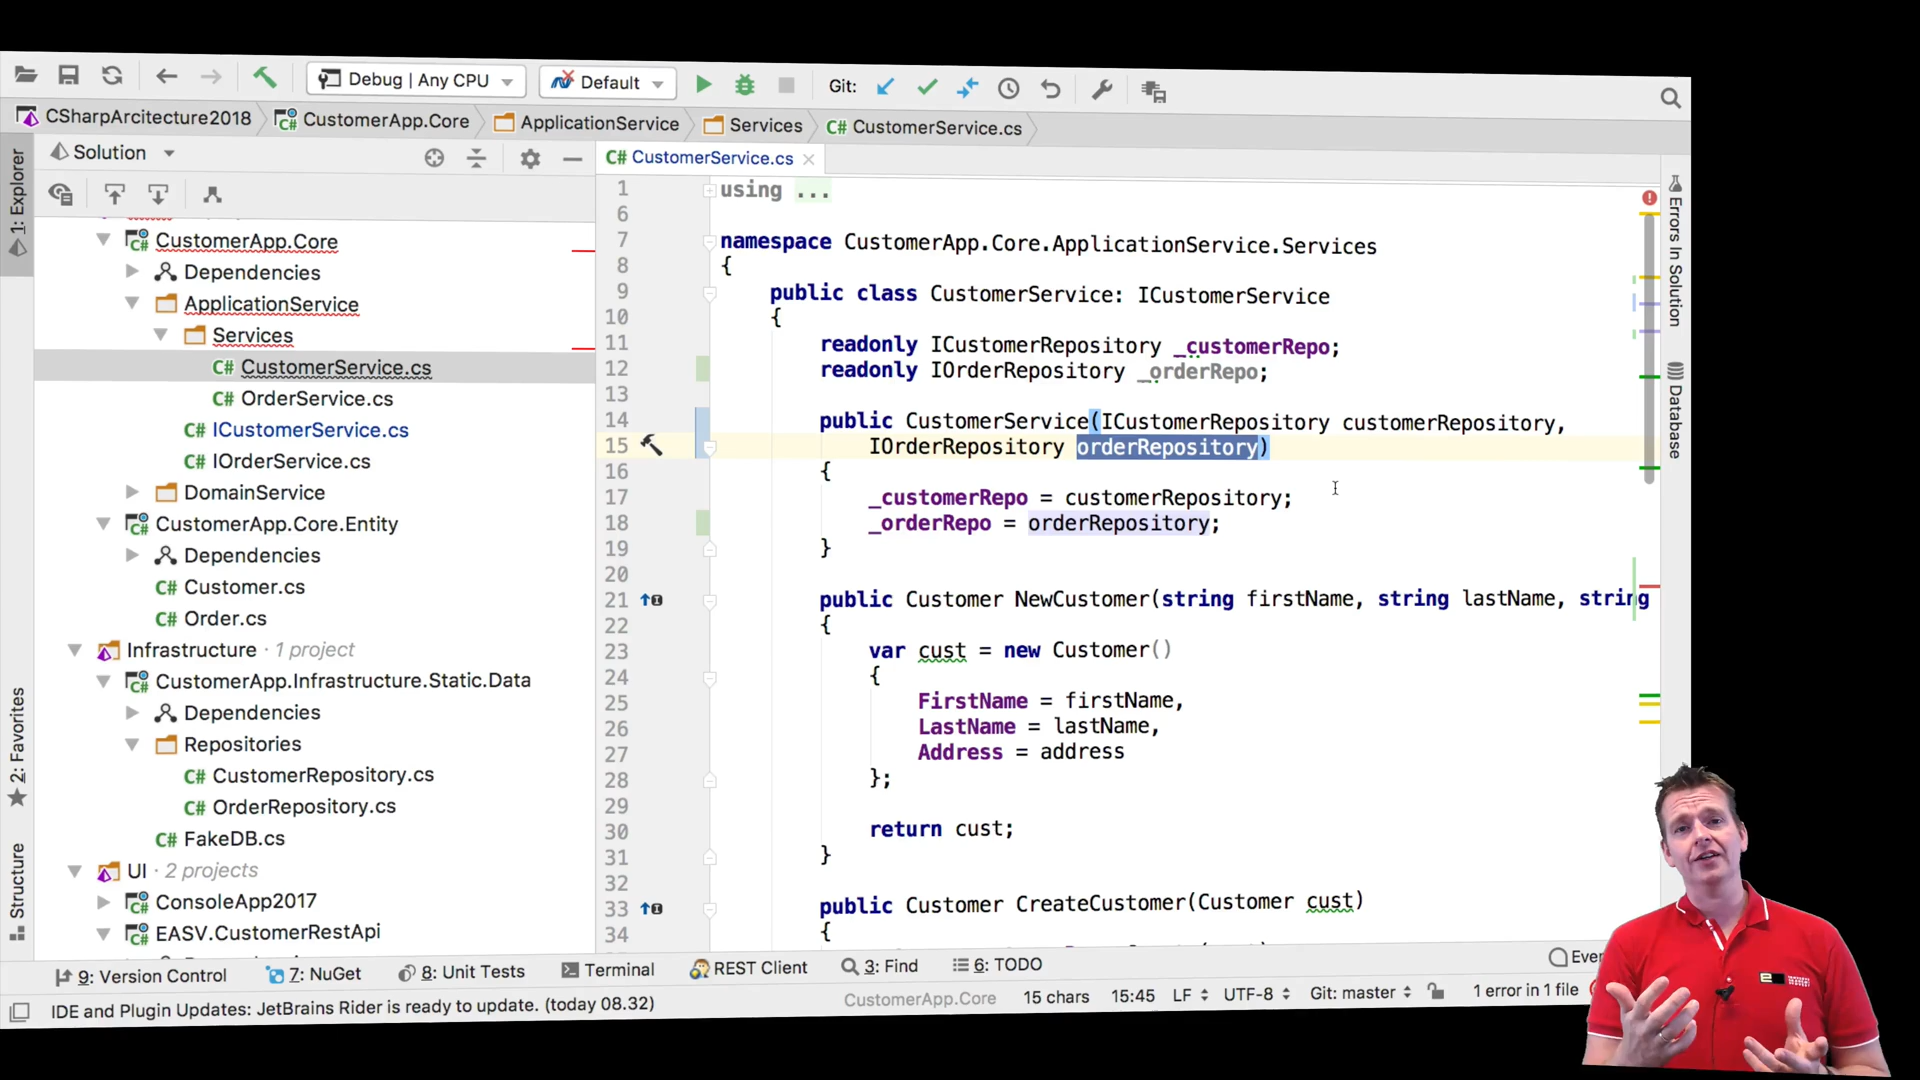 Debug | Any CPU
Default
Git:
CSharpArcitecture2018
CustomerApp.Core
ApplicationService
Services
CustomerService.cs
Solution
CustomerService.cs
1: Explorer
2: Favorites
Structure
CustomerApp.Core
Dependencies
ApplicationService
Services
CustomerService.cs
OrderService.cs
ICustomerService.cs
IOrderService.cs
DomainService
CustomerApp.Core.Entity
Dependencies
Customer.cs
Order.cs
Infrastructure · 1 project
CustomerApp.Infrastructure.Static.Data
Dependencies
Repositories
CustomerRepository.cs
OrderRepository.cs
FakeDB.cs
UI · 2 projects
ConsoleApp2017
EASV.CustomerRestApi
1 using ...
6
7 namespace CustomerApp.Core.ApplicationService.Services
8 {
9 public class CustomerService: ICustomerService
10 {
11 readonly ICustomerRepository _customerRepo;
12 readonly IOrderRepository _orderRepo;
13
14 public CustomerService(ICustomerRepository customerRepository,
15 IOrderRepository orderRepository)
16 {
17 _customerRepo = customerRepository;
18 _orderRepo = orderRepository;
19 }
20
21 public Customer NewCustomer(string firstName, string lastName, string
22 {
23 var cust = new Customer()
24 {
25 FirstName = firstName,
26 LastName = lastName,
27 Address = address
28 };
29
30 return cust;
31 }
32
33 public Customer CreateCustomer(Customer cust)
34 {
Errors In Solution
Database
9: Version Control
7: NuGet
8: Unit Tests
Terminal
REST Client
3: Find
6: TODO
Even
IDE and Plugin Updates: JetBrains Rider is ready to update. (today 08.32)
CustomerApp.Core
15 chars
15:45
LF
UTF-8
Git: master
1 error in 1 file